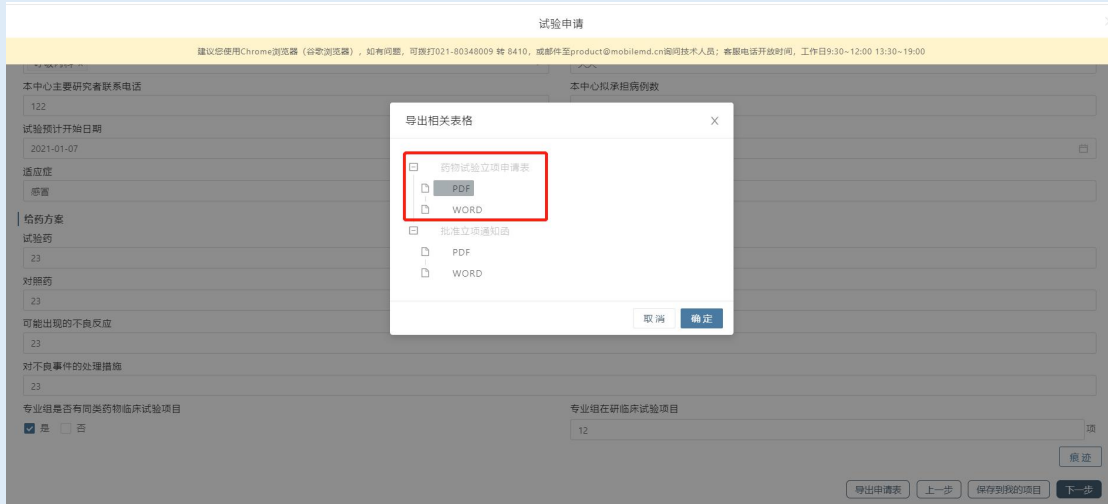 试验申请
建议您使用Chrome浏览器（谷歌浏览器），如有问题，可拨打021-80348009 转 8410，或邮件至product@mobilemd.cn询问技术人员；客服电话开放时间，工作日9:30~12:00 13:30~19:00
本中心主要研究者联系电话
本中心拟承担病例数
122
试验预计开始日期
2021-01-07
适应症
感冒
给药方案
试验药
23
对照药
23
可能出现的不良反应
23
对不良事件的处理措施
23
专业组是否有同类药物临床试验项目
专业组在研临床试验项目
是 否
12 项
痕迹
导出申请表 上一步 保存到我的项目 下一步
导出相关表格
药物试验立项申请表
PDF
WORD
批准立项通知函
PDF
WORD
取消 确定